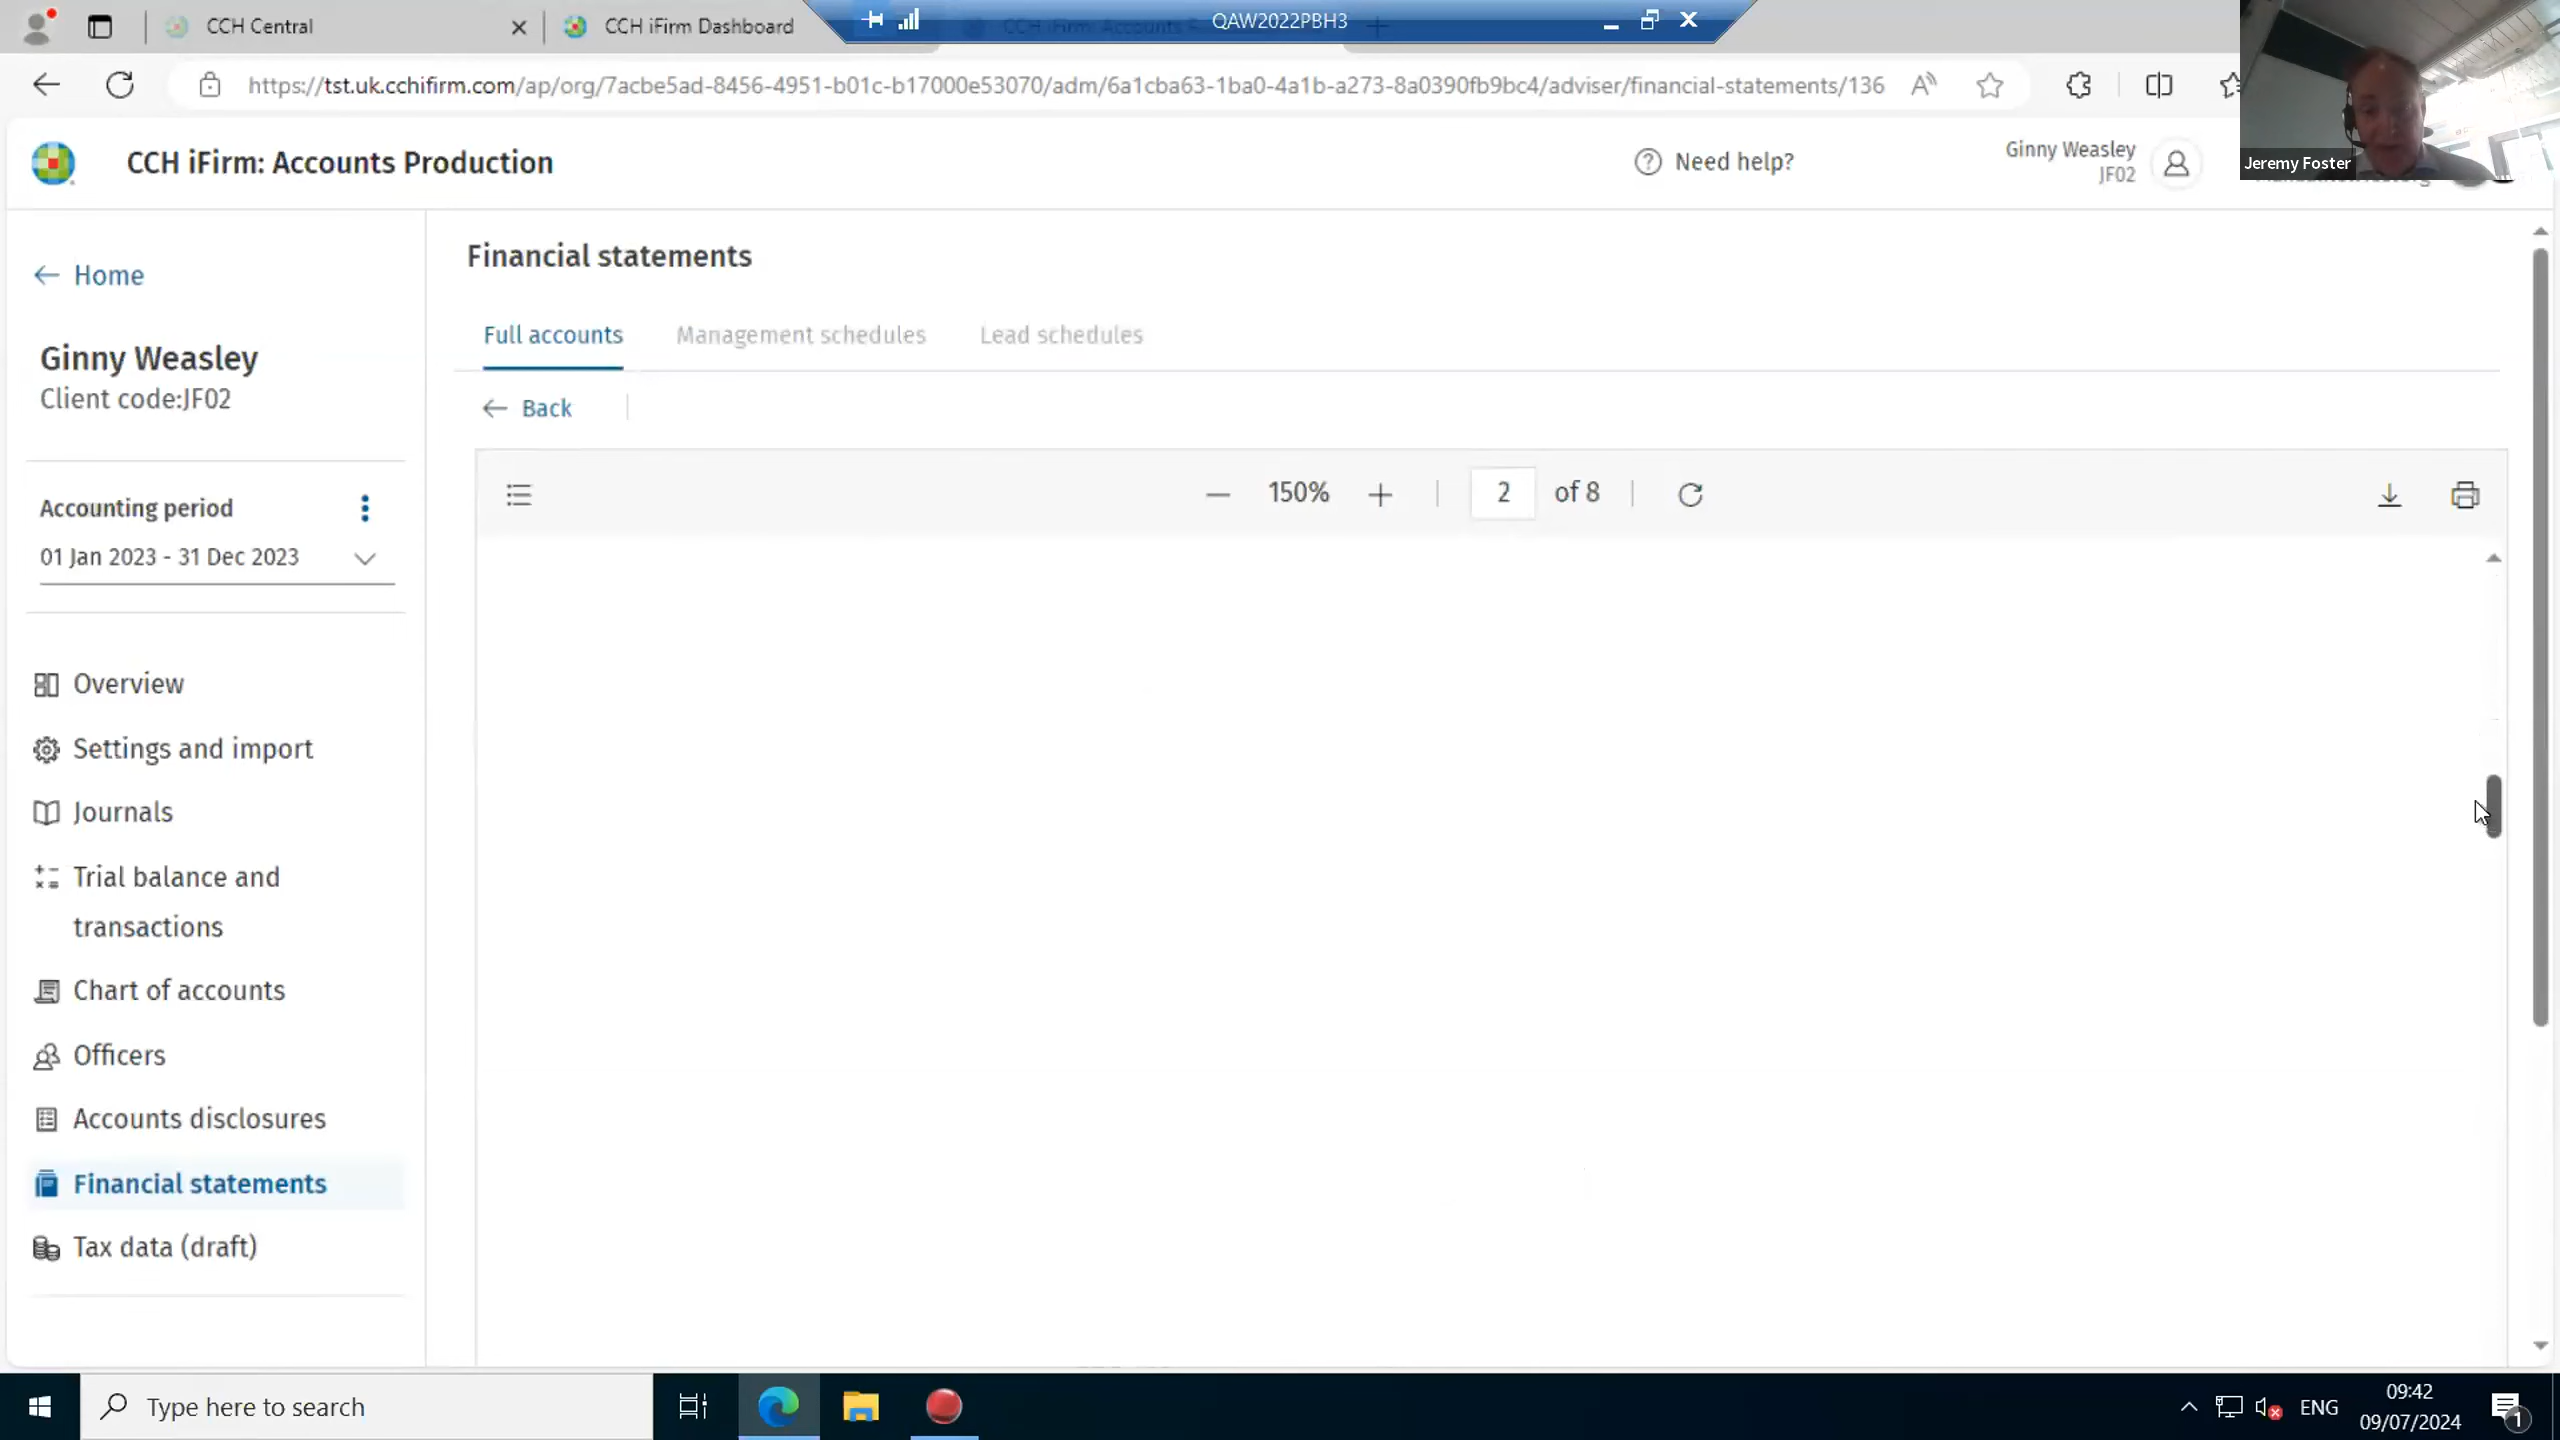 CCH Central
CCH iFirm Dashboard
QAW2022PBH3
https://tst.uk.cchifirm.com/ap/org/7acbe5ad-8456-4951-b01c-b17000e53070/adm/6a1cba63-1ba0-4a1b-a273-8a0390fb9bc4/adviser/financial-statements/136
Jeremy Foster
CCH iFirm: Accounts Production
Need help?
Ginny Weasley
JF02
Home
Ginny Weasley
Client code:JF02
Accounting period
01 Jan 2023 - 31 Dec 2023
Overview
Settings and import
Journals
Trial balance and
transactions
Chart of accounts
Officers
Accounts disclosures
Financial statements
Tax data (draft)
Financial statements
Full accounts
Management schedules
Lead schedules
Back
150%
2
of 8
Type here to search
ENG
09:42
09/07/2024
1